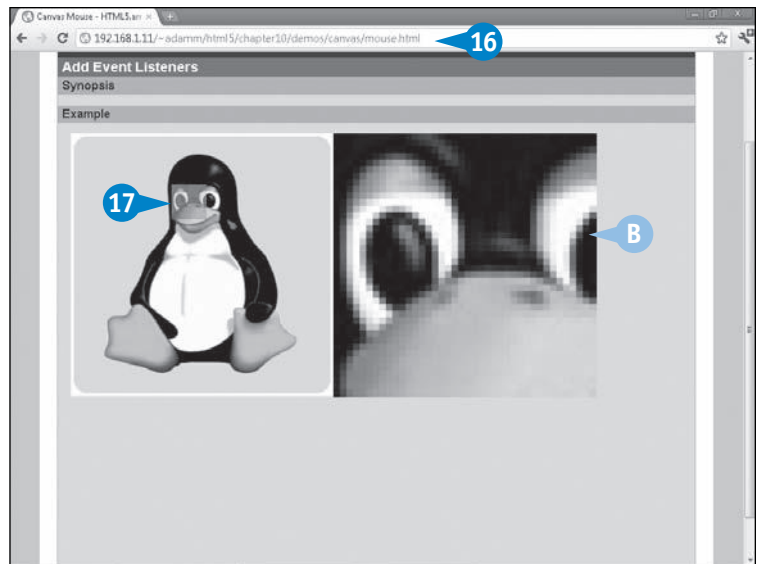 Canvas Mouse - HTML5.an
192.168.1.11/~adamm/html5/chapter10/demos/canvas/mouse.html
16
Add Event Listeners
Synopsis
Example
17
B